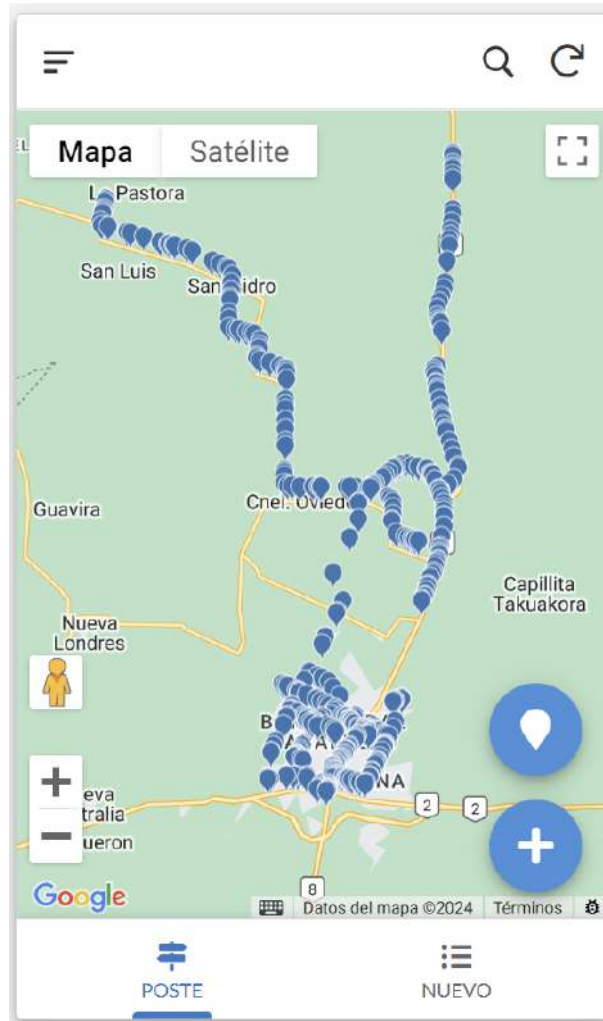 Mapa
Satélite
La Pastora
San Luis
San Isidro
Cnel. Oviedo
Guavira
Capillita
Takuakora
Nueva
Londres
2
2
8
Google
Datos del mapa ©2024
Términos
POSTE
NUEVO